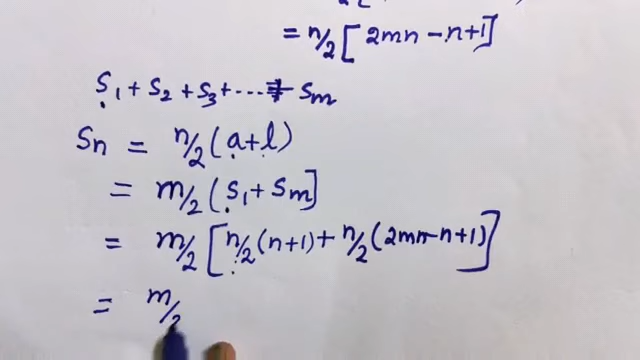 = n/2 [ 2mn - n+1 ]
S1 + S2 + S3 + .... + Sm
Sn = n/2 ( a+l )
= m/2 ( S1 + Sm ]
= m/2 [ n/2 (n+1) + n/2 (2mn-n+1) ]
= m/2